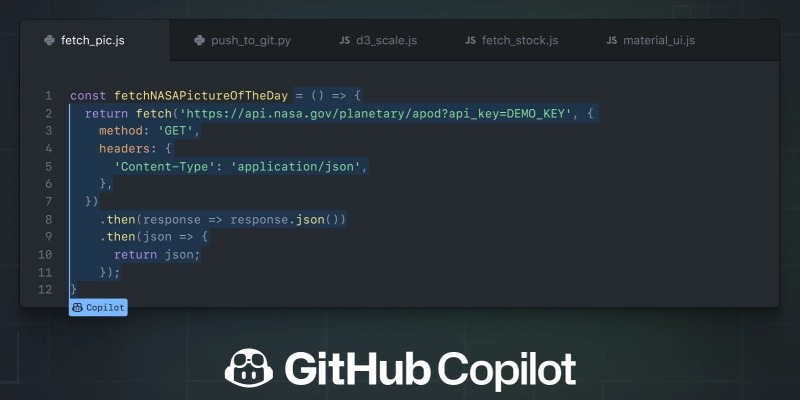 fetch_pic.js
push_to_git.py
JS d3_scale.js
JS fetch_stock.js
JS material_ui.js
1 const fetchNASAPictureOfTheDay = () => {
2 return fetch('https://api.nasa.gov/planetary/apod?api_key=DEMO_KEY', {
3 method: 'GET',
4 headers: {
5 'Content-Type': 'application/json',
6 },
7 })
8 .then(response => response.json())
9 .then(json => {
10 return json;
11 });
12 }
Copilot
GitHub Copilot